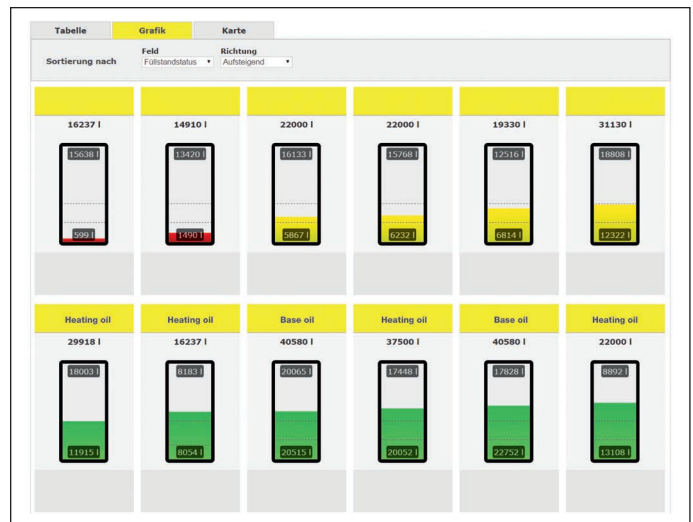 Tabelle Grafik Karte
Feld Richtung
Sortierung nach Füllstandstatus Aufsteigend
16237 l 14910 l 22000 l 22000 l 19330 l 31130 l
15638 l 13420 l 16133 l 15768 l 12516 l 18808 l
599 l 1490 l 5867 l 6232 l 6814 l 12322 l
Heating oil Heating oil Base oil Heating oil Base oil Heating oil
29918 l 16237 l 40580 l 37500 l 40580 l 22000 l
18003 l 8183 l 20065 l 17448 l 17828 l 8892 l
11915 l 8054 l 20515 l 20052 l 22752 l 13108 l